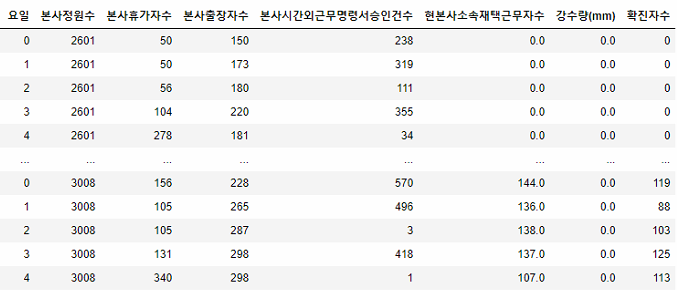 요일 본사정원수 본사휴가자수 본사출장자수 본사시간외근무명령서승인건수 현본사소속재택근무자수 강수량(mm) 확진자수
0 2601 50 150 238 0.0 0.0 0
1 2601 50 173 319 0.0 0.0 0
2 2601 56 180 111 0.0 0.0 0
3 2601 104 220 355 0.0 0.0 0
4 2601 278 181 34 0.0 0.0 0
... ... ... ... ... ... ... ...
0 3008 156 228 570 144.0 0.0 119
1 3008 105 265 496 136.0 0.0 88
2 3008 105 287 3 138.0 0.0 103
3 3008 131 298 418 137.0 0.0 125
4 3008 340 298 1 107.0 0.0 113